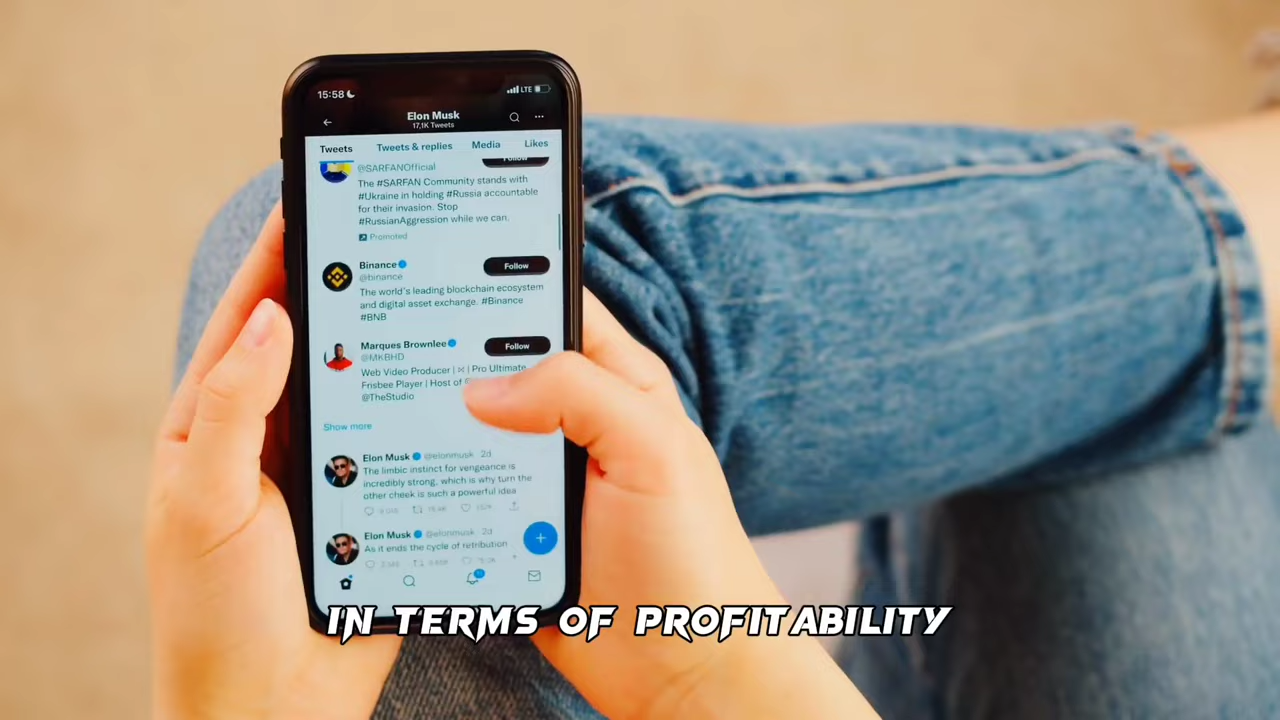 15:58 LTE
Elon Musk
17,1K Tweets
Tweets Tweets & replies Media Likes
@SARFANOfficial Follow
The #SARFAN Community stands with
#Ukraine in holding #Russia accountable
for their invasion. Stop
#RussianAggression while we can.
Promoted
Binance Follow
@binance
The world's leading blockchain ecosystem
and digital asset exchange. #Binance
#BNB
Marques Brownlee Follow
@MKBHD
Web Video Producer | | Pro Ultimate
Frisbee Player | Host of
@TheStudio
Show more
Elon Musk @elonmusk 2d
The limbic instinct for vengeance is
incredibly strong, which is why turn the
other cheek is such a powerful idea
Elon Musk @elonmusk 2d
As it ends the cycle of retribution
IN TERMS OF PROFITABILITY